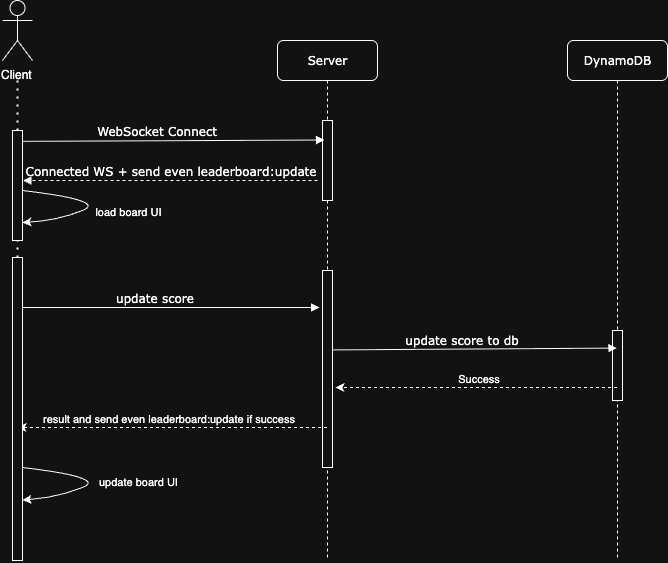 Client
Server
DynamoDB
WebSocket Connect
Connected WS + send even leaderboard:update
load board UI
update score
update score to db
Success
result and send even leaderboard:update if success
update board UI